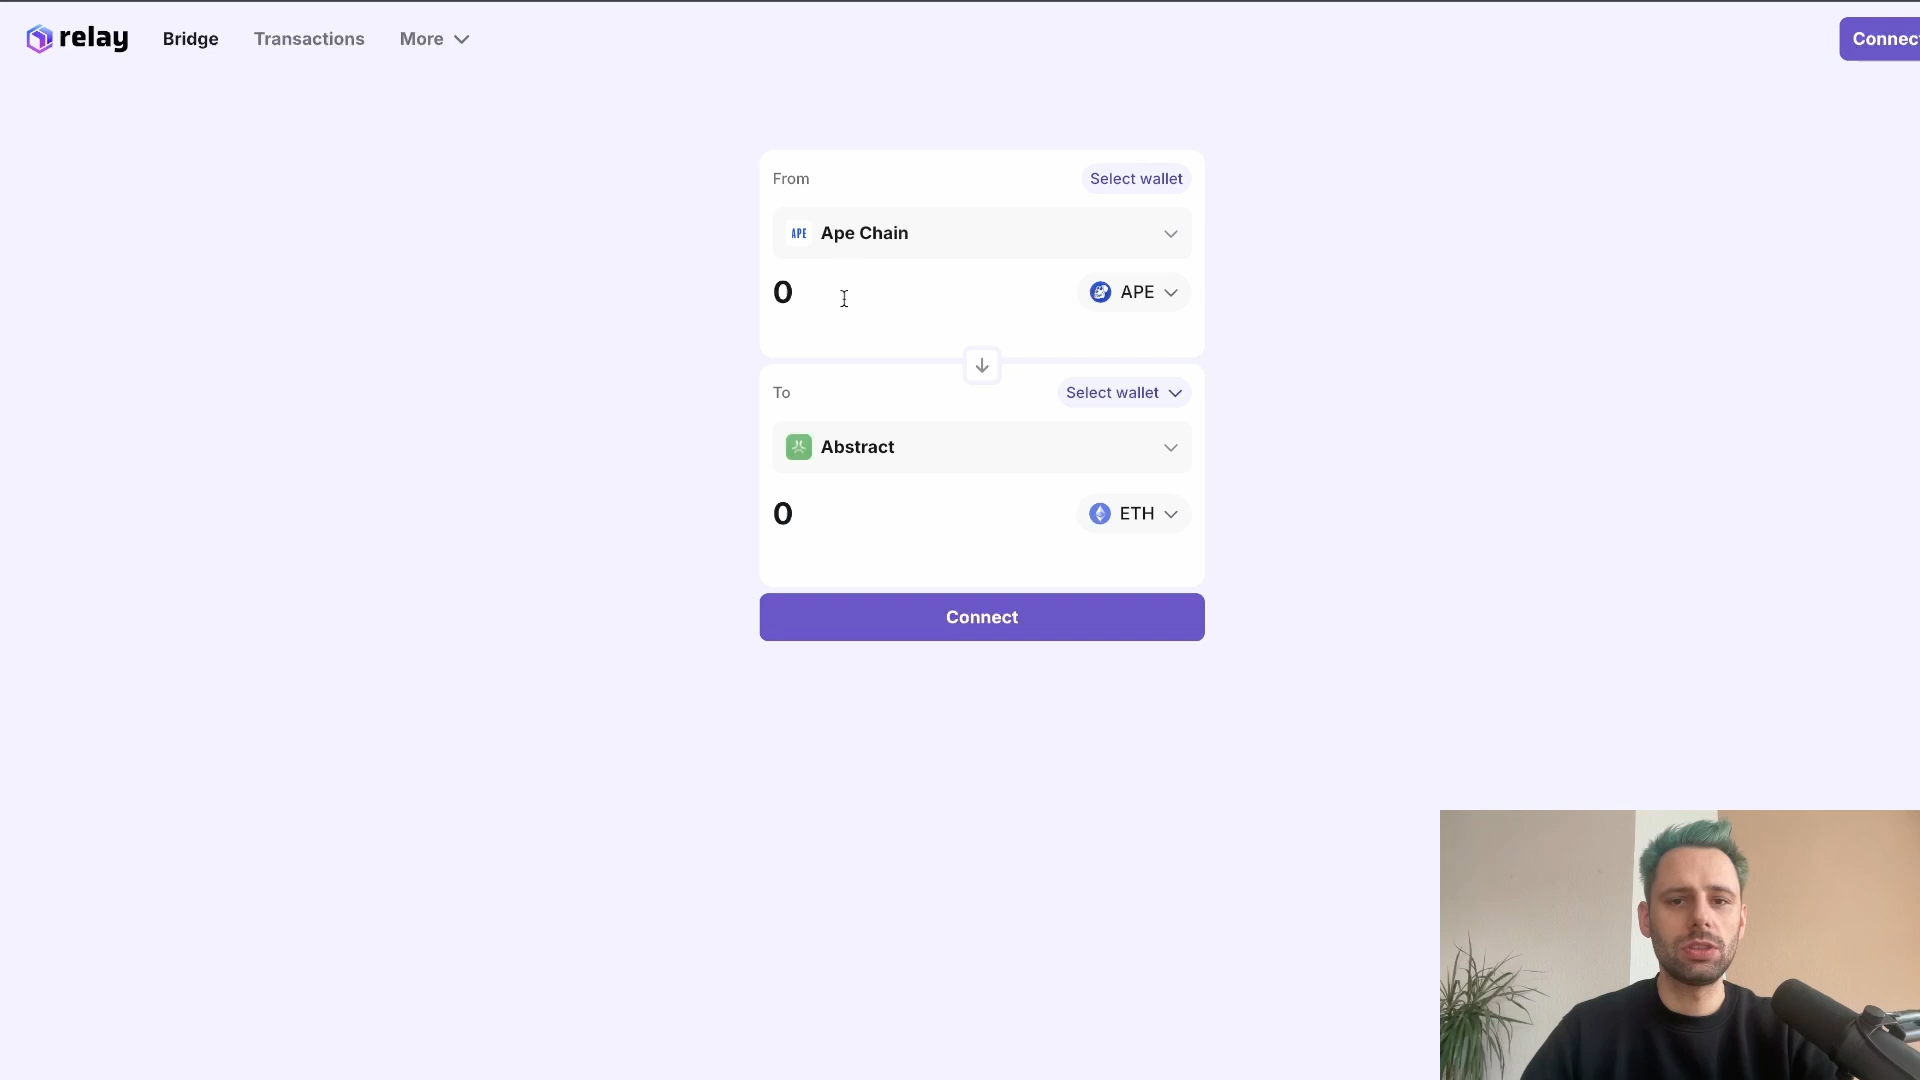 relay
Bridge
Transactions
More
Connect
From
Select wallet
APE
Ape Chain
0
APE
To
Select wallet
Abstract
0
ETH
Connect